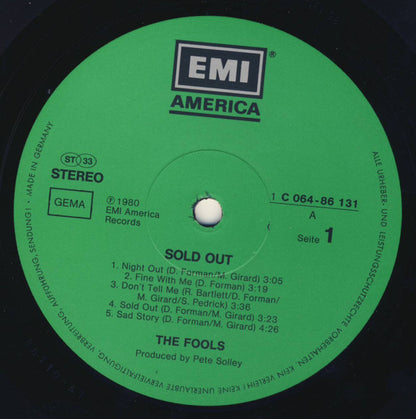 EMI®
AMERICA
ST 33
STEREO
GEMA
℗ 1980
EMI America
Records
1 C 064-86 131
A
Seite 1
SOLD OUT
1. Night Out (D. Forman/M. Girard) 3:05
2. Fine With Me (D. Forman) 3:19
3. Don't Tell Me (R. Bartlett/D. Forman/
M. Girard/S. Pedrick) 3:36
4. Sold Out (D. Forman/M. Girard) 3:23
5. Sad Story (D. Forman/M. Girard) 4:26
THE FOOLS
Produced by Pete Solley
ALLE URHEBER- UND LEISTUNGSSCHUTZRECHTE VORBEHALTEN. KEIN VERLEIH! KEINE UNERLAUBTE VERVIELFÄLTIGUNG, VERBREITUNG, AUFFÜHRUNG, SENDUNG! · MADE IN GERMANY